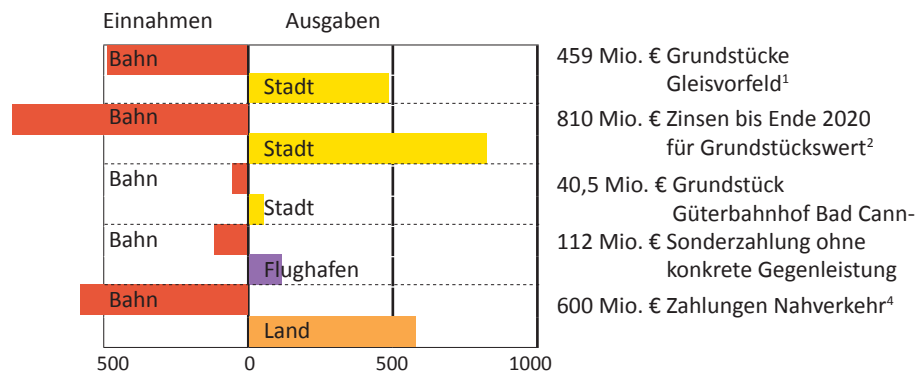 Einnahmen Ausgaben
Bahn 459 Mio. € Grundstücke
Stadt Gleisvorfeld¹
Bahn 810 Mio. € Zinsen bis Ende 2020
Stadt für Grundstückswert²
Bahn 40,5 Mio. € Grundstück
Stadt Güterbahnhof Bad Cann-
Bahn 112 Mio. € Sonderzahlung ohne
Flughafen konkrete Gegenleistung
Bahn 600 Mio. € Zahlungen Nahverkehr⁴
Land
500 0 500 1000